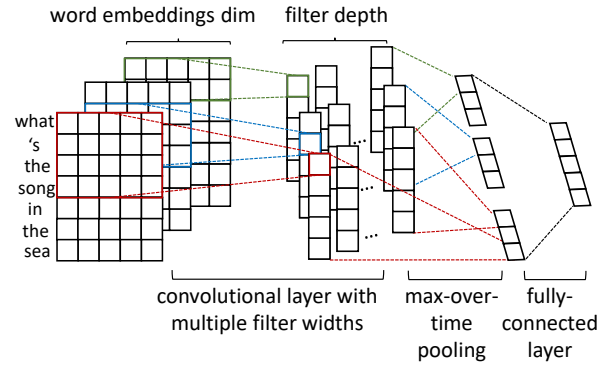 word embeddings dim
filter depth
what
's
the
song
in
the
sea
...
...
...
convolutional layer with
multiple filter widths
max-over-
time
pooling
fully-
connected
layer